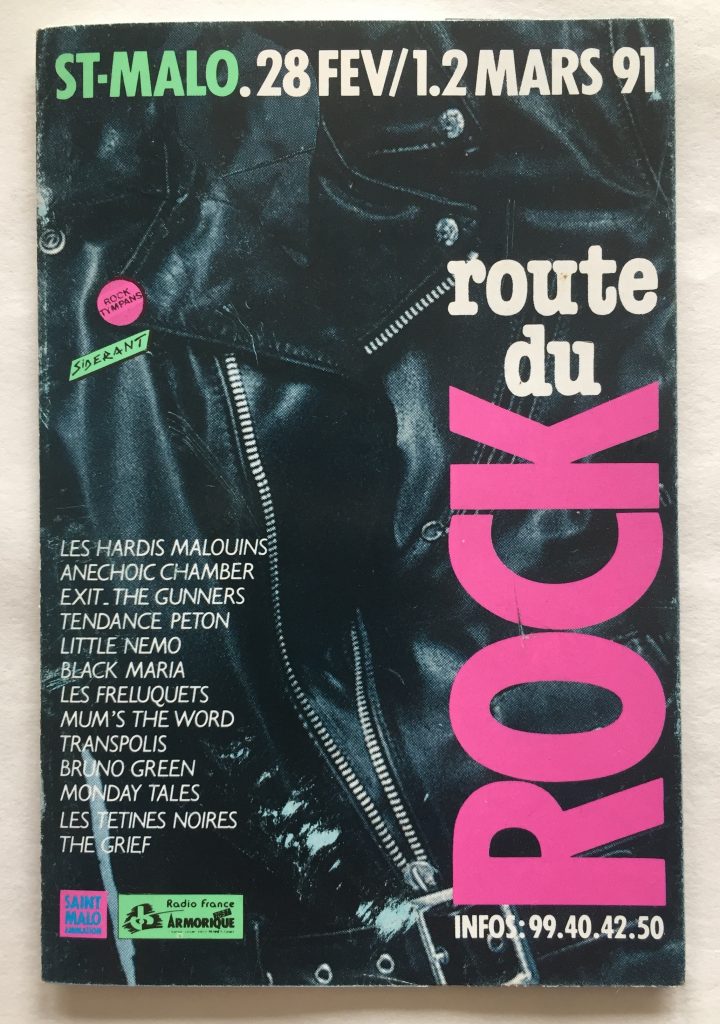 ST-MALO. 28 FEV/1.2 MARS 91
route
du
ROCK
ROCK
TYMPANS
SIDERANT
LES HARDIS MALOUINS
ANECHOIC CHAMBER
EXIT_THE GUNNERS
TENDANCE PETON
LITTLE NEMO
BLACK MARIA
LES FRELUQUETS
MUM'S THE WORD
TRANSPOLIS
BRUNO GREEN
MONDAY TALES
LES TETINES NOIRES
THE GRIEF
SAINT
MALO
ANIMATION
Radio France
ARMORIQUE
INFOS: 99.40.42.50